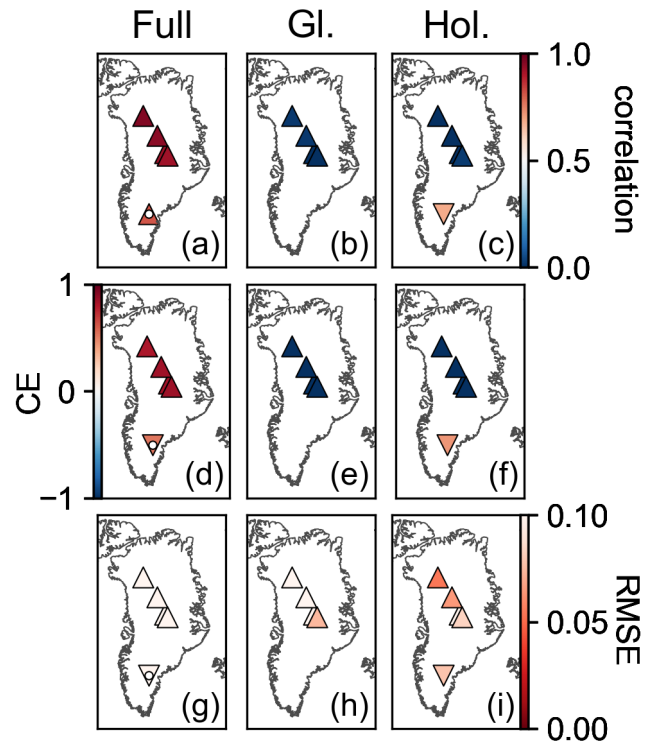 Full Gl. Hol.
1.0
correlation
0.5
(a) (b) (c)
0.0
1
CE
0
(d) (e) (f)
−1
0.10
RMSE
0.05
(g) (h) (i)
0.00